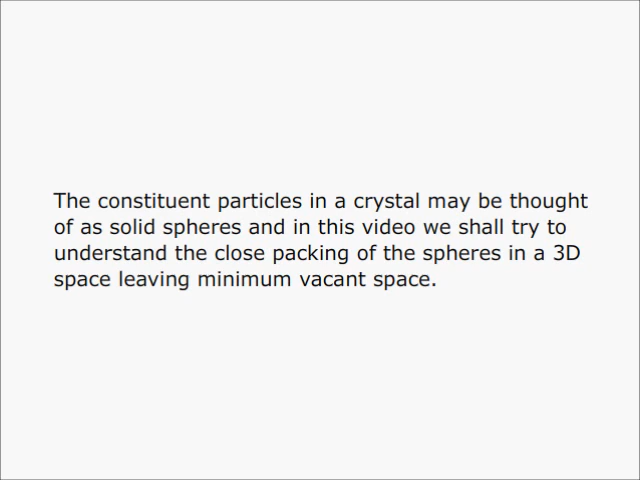 The constituent particles in a crystal may be thought
of as solid spheres and in this video we shall try to
understand the close packing of the spheres in a 3D
space leaving minimum vacant space.